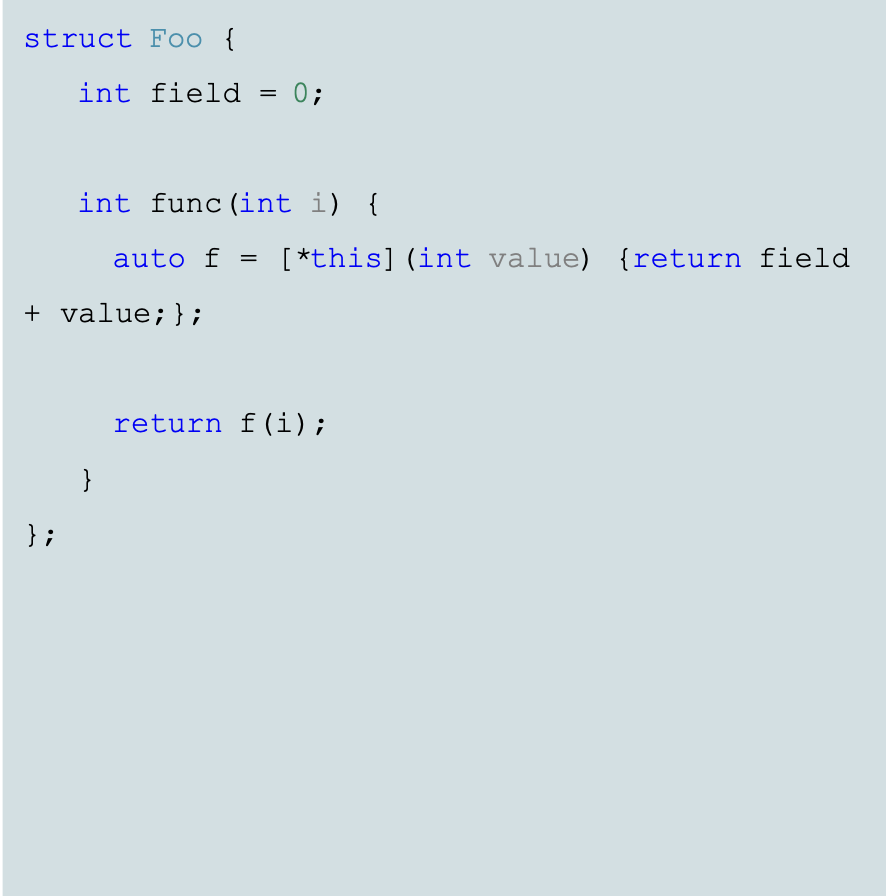 struct Foo {
int field = 0;
int func(int i) {
auto f = [*this](int value) {return field
+ value;};
return f(i);
}
};